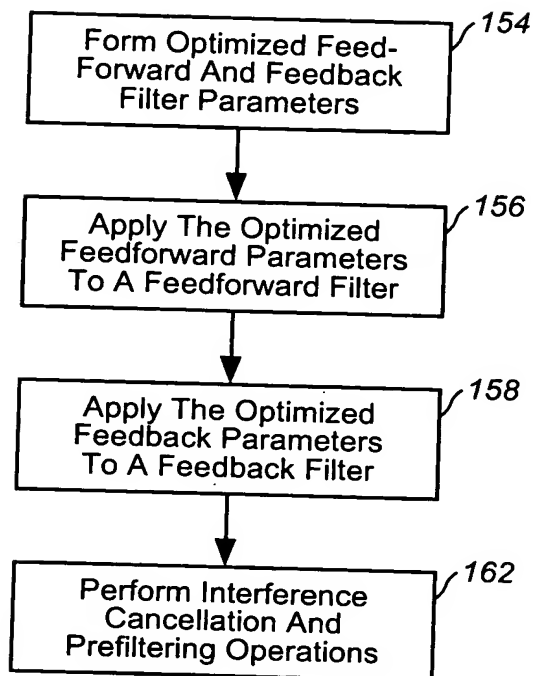 154
Form Optimized Feed-
Forward And Feedback
Filter Parameters
156
Apply The Optimized
Feedforward Parameters
To A Feedforward Filter
158
Apply The Optimized
Feedback Parameters
To A Feedback Filter
162
Perform Interference
Cancellation And
Prefiltering Operations